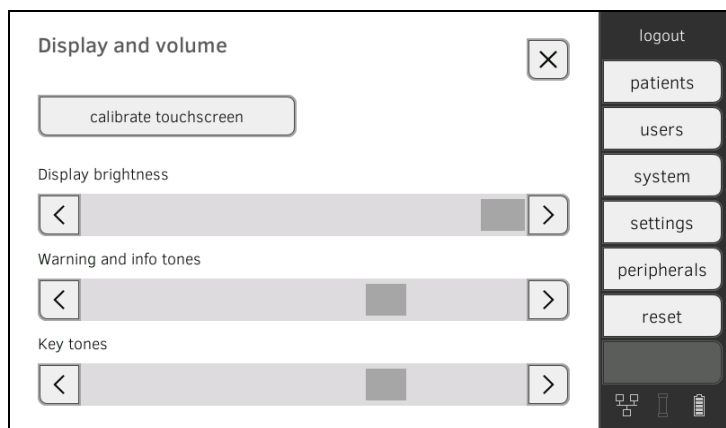 Display and volume
calibrate touchscreen
Display brightness
Warning and info tones
Key tones
logout
patients
users
system
settings
peripherals
reset